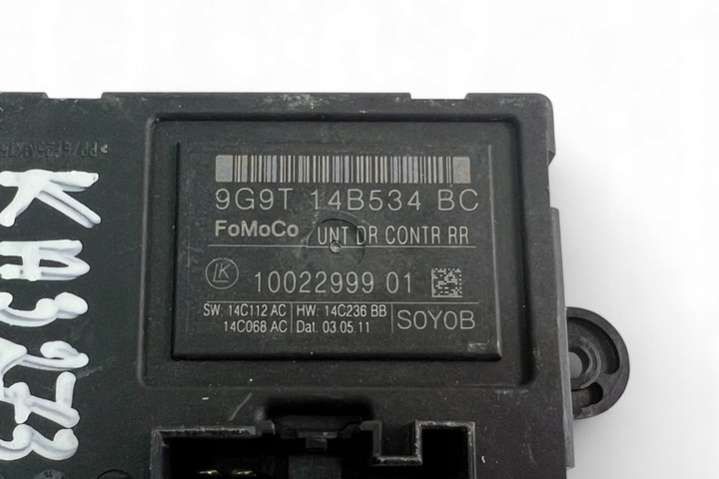 9G9T 14B534 BC
FoMoCo UNT DR CONTR RR
LK 10022999 01
SW: 14C112 AC HW: 14C236 BB
14C068 AC Dat. 03.05.11 S0Y0B